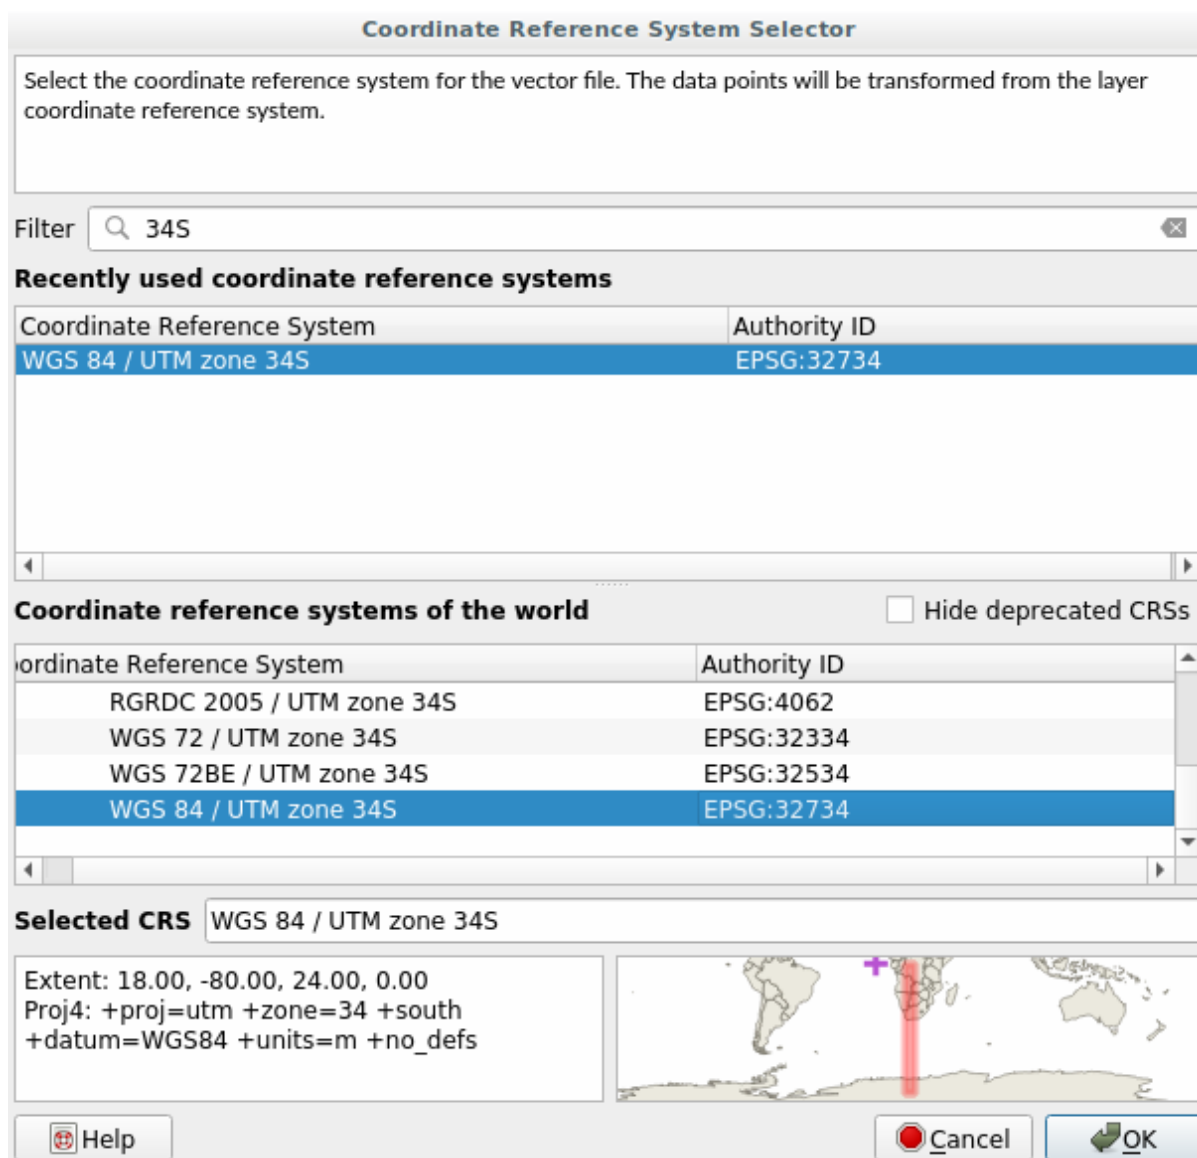 Coordinate Reference System Selector
Select the coordinate reference system for the vector file. The data points will be transformed from the layer
coordinate reference system.
Filter 34S
Recently used coordinate reference systems
Coordinate Reference System Authority ID
WGS 84 / UTM zone 34S EPSG:32734
Coordinate reference systems of the world Hide deprecated CRSs
ordinate Reference System Authority ID
RGRDC 2005 / UTM zone 34S EPSG:4062
WGS 72 / UTM zone 34S EPSG:32334
WGS 72BE / UTM zone 34S EPSG:32534
WGS 84 / UTM zone 34S EPSG:32734
Selected CRS WGS 84 / UTM zone 34S
Extent: 18.00, -80.00, 24.00, 0.00
Proj4: +proj=utm +zone=34 +south
+datum=WGS84 +units=m +no_defs
Help Cancel OK